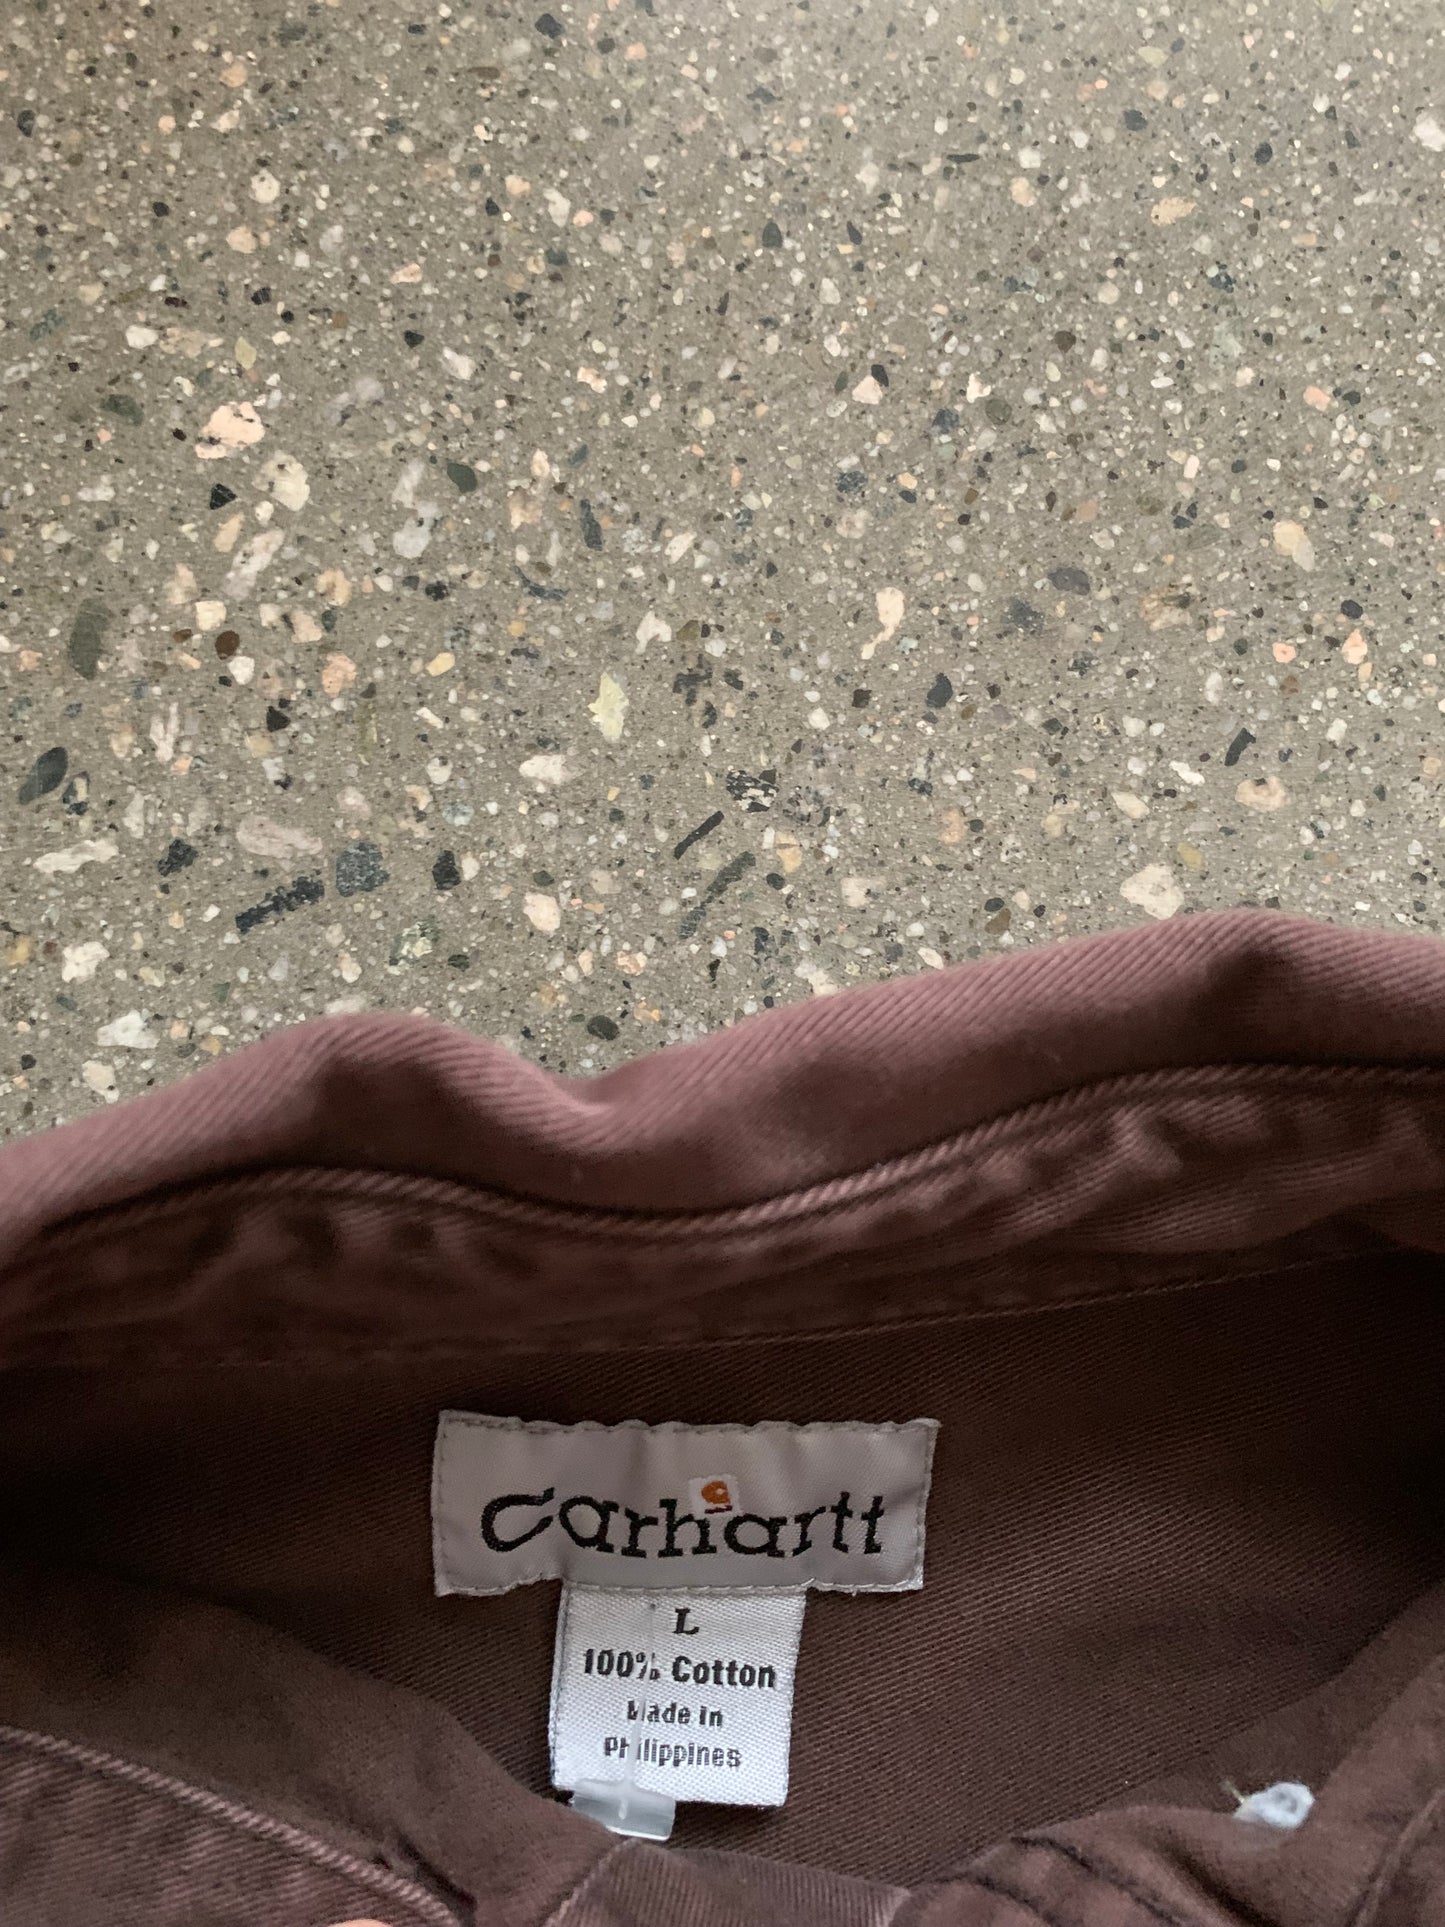 Carhartt
L
100% Cotton
Made in
Philippines